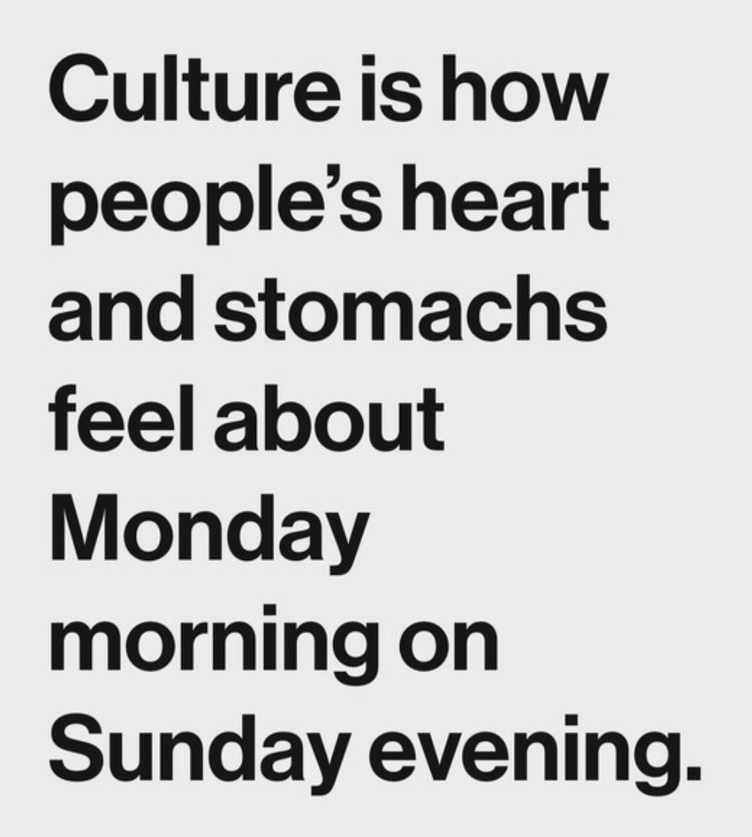 Culture is how
people’s heart
and stomachs
feel about
Monday
morning on
Sunday evening.